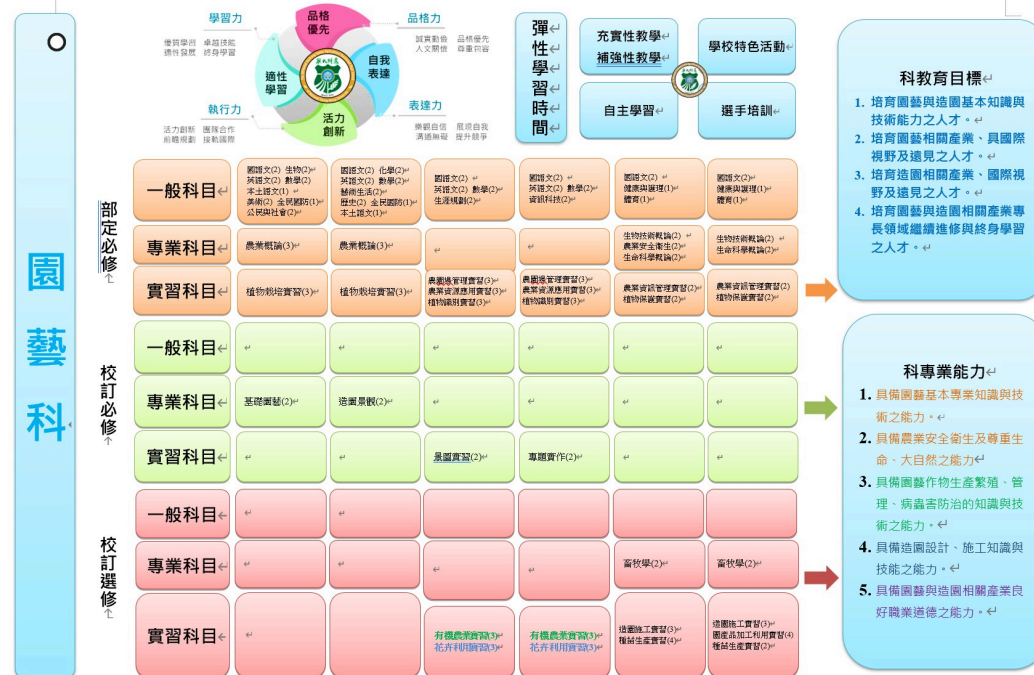 園藝科
學習力
優質學習 卓越技能
適性發展 終身學習
品格力
誠實勤儉 品格優先
人文關懷 尊重包容
執行力
活力創新 團隊合作
前瞻規劃 接軌國際
表達力
樂觀自信 展現自我
溝通無礙 提升競爭
品格優先
自我表達
活力創新
適性學習
彈性學習時間
充實性教學
補強性教學
學校特色活動
自主學習
選手培訓
部定必修
一般科目
國語文(2) 生物(2)
英語文(2) 數學(2)
本土語文(1)
美術(2) 全民國防(1)
公民與社會(2)
國語文(2) 化學(2)
英語文(2) 數學(2)
藝術生活(2)
歷史(2) 全民國防(1)
本土語文(1)
國語文(2)
英語文(2) 數學(2)
生涯規劃(2)
國語文(2)
英語文(2) 數學(2)
資訊科技(2)
國語文(2)
健康與護理(1)
體育(1)
國語文(2)
健康與護理(1)
體育(1)
專業科目
農業概論(3)
農業概論(3)
生物技術概論(2)
農業安全衛生(2)
生命科學概論(2)
生物技術概論(2)
生命科學概論(2)
實習科目
植物栽培實習(3)
植物栽培實習(3)
農園場管理實習(3)
農業資源應用實習(3)
植物識別實習(3)
農園場管理實習(3)
農業資源應用實習(3)
植物識別實習(3)
農業資訊管理實習(2)
植物保護實習(2)
農業資訊管理實習(2)
植物保護實習(2)
校訂必修
一般科目
專業科目
基礎園藝(2)
造園景觀(2)
實習科目
景園實習(2)
專題實作(2)
校訂選修
一般科目
專業科目
畜牧學(2)
畜牧學(2)
實習科目
有機農業實習(3)
花卉利用實習(3)
有機農業實習(3)
花卉利用實習(3)
造園施工實習(3)
種苗生產實習(4)
造園施工實習(3)
園產品加工利用實習(4)
種苗生產實習(2)
科教育目標
1. 培育園藝與造園基本知識與
技術能力之人才。
2. 培育園藝相關產業、具國際
視野及遠見之人才。
3. 培育造園相關產業、國際視
野及遠見之人才。
4. 培育園藝與造園相關產業專
長領域繼續進修與終身學習
之人才。
科專業能力
1. 具備園藝基本專業知識與技
術之能力。
2. 具備農業安全衛生及尊重生
命、大自然之能力
3. 具備園藝作物生產繁殖、管
理、病蟲害防治的知識與技
術之能力。
4. 具備造園設計、施工知識與
技能之能力。
5. 具備園藝與造園相關產業良
好職業道德之能力。